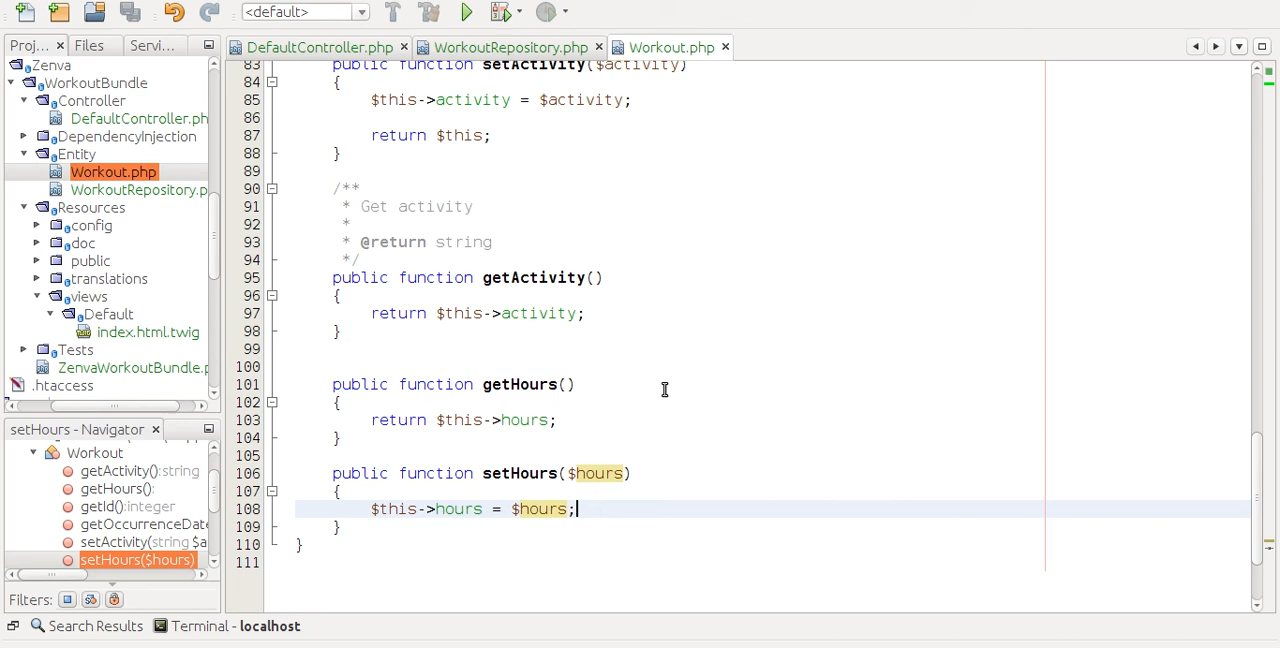 <default>
Proj... Files Servi...
DefaultController.php WorkoutRepository.php Workout.php
Zenva
WorkoutBundle
Controller
DefaultController.ph
DependencyInjection
Entity
Workout.php
WorkoutRepository.p
Resources
config
doc
public
translations
views
Default
index.html.twig
Tests
ZenvaWorkoutBundle.p
.htaccess
setHours - Navigator
Workout
getActivity():string
getHours():
getId():integer
getOccurrenceDate
setActivity(string $a
setHours($hours)
Filters:
83 public function setActivity($activity)
84 {
85 $this->activity = $activity;
86
87 return $this;
88 }
89
90 /**
91 * Get activity
92 *
93 * @return string
94 */
95 public function getActivity()
96 {
97 return $this->activity;
98 }
99
100
101 public function getHours()
102 {
103 return $this->hours;
104 }
105
106 public function setHours($hours)
107 {
108 $this->hours = $hours;
109 }
110 }
111
Search Results Terminal - localhost